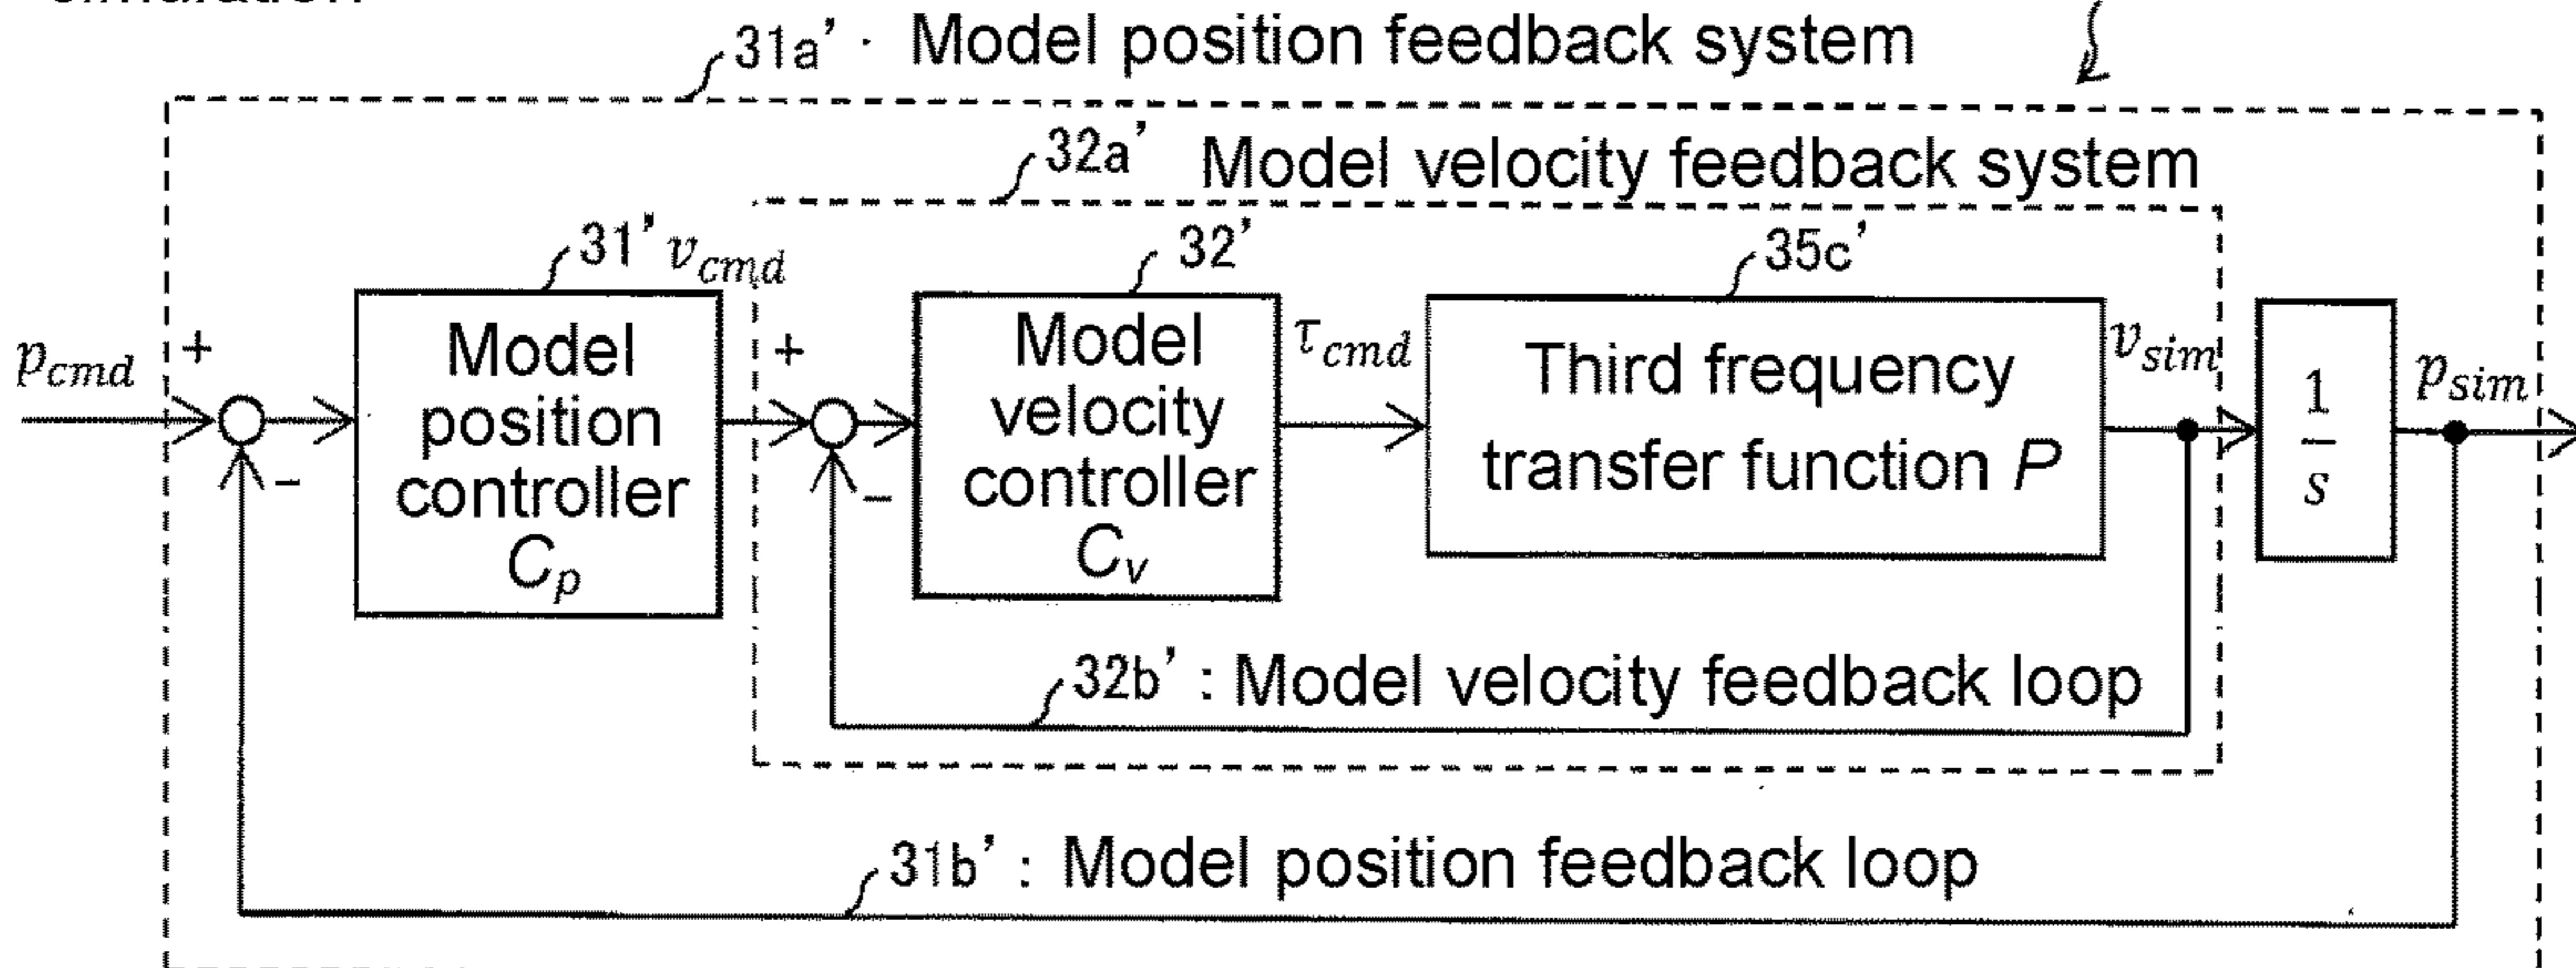 31a’ : Model position feedback system
32a’ Model velocity feedback system
31’ v_cmd
32’
35c’
p_cmd
+
Model
position
controller
C_p
-
+
Model
velocity
controller
C_v
-
τ_cmd
Third frequency
transfer function P
v_sim
1
s
p_sim
32b’ : Model velocity feedback loop
31b’ : Model position feedback loop